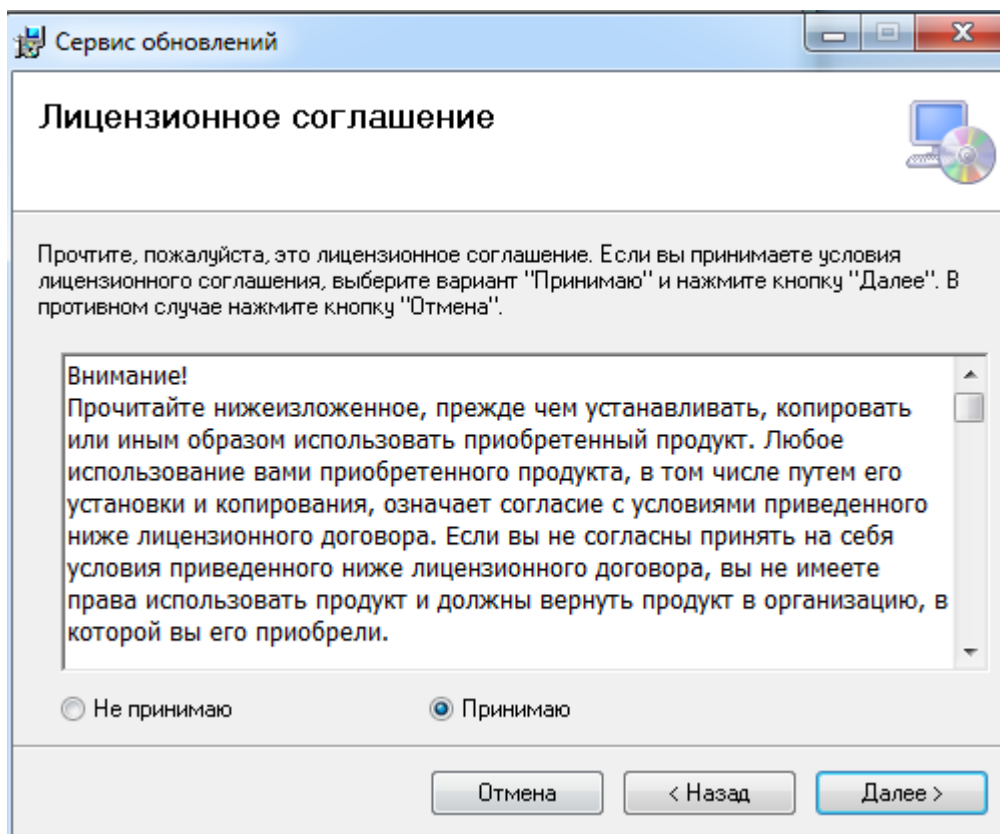 Сервис обновлений
Лицензионное соглашение
Прочтите, пожалуйста, это лицензионное соглашение. Если вы принимаете условия
лицензионного соглашения, выберите вариант "Принимаю" и нажмите кнопку "Далее". В
противном случае нажмите кнопку "Отмена".
Внимание!
Прочитайте нижеизложенное, прежде чем устанавливать, копировать
или иным образом использовать приобретенный продукт. Любое
использование вами приобретенного продукта, в том числе путем его
установки и копирования, означает согласие с условиями приведенного
ниже лицензионного договора. Если вы не согласны принять на себя
условия приведенного ниже лицензионного договора, вы не имеете
права использовать продукт и должны вернуть продукт в организацию, в
которой вы его приобрели.
Не принимаю Принимаю
Отмена < Назад Далее >